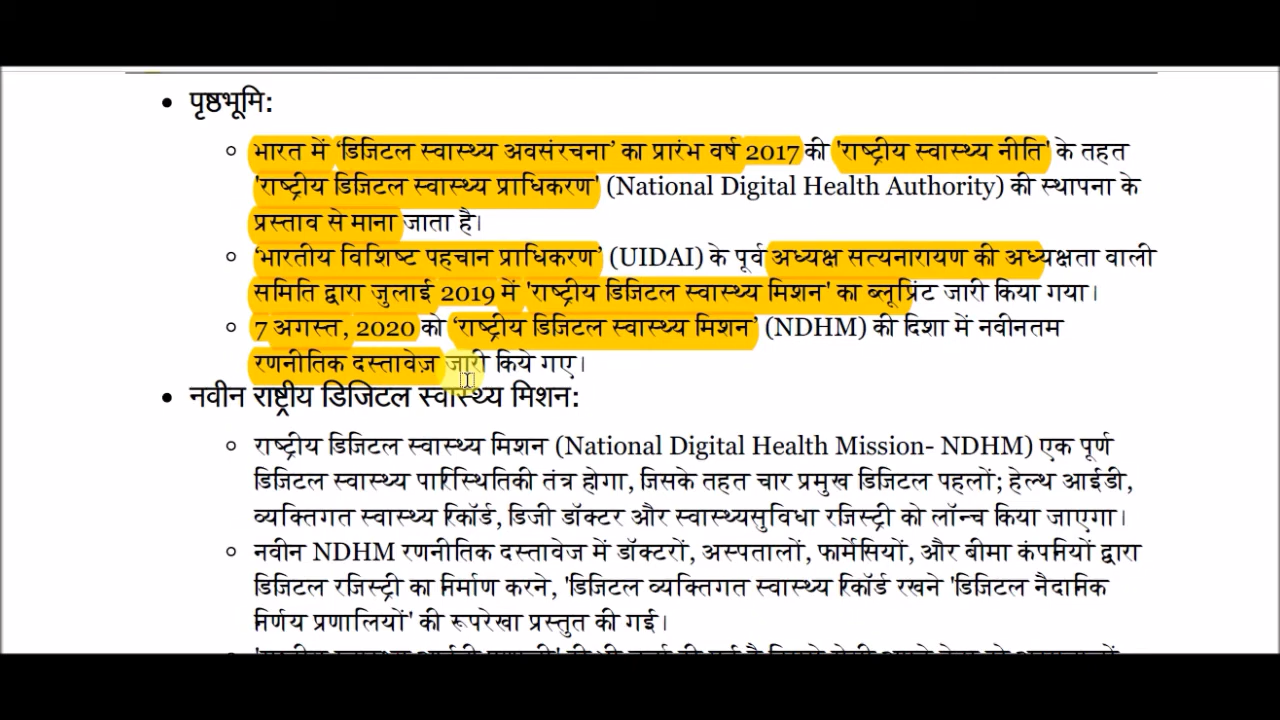 पृष्ठभूमि:
भारत में ‘डिजिटल स्वास्थ्य अवसंरचना’ का प्रारंभ वर्ष 2017 की 'राष्ट्रीय स्वास्थ्य नीति' के तहत
'राष्ट्रीय डिजिटल स्वास्थ्य प्राधिकरण' (National Digital Health Authority) की स्थापना के
प्रस्ताव से माना जाता है।
‘भारतीय विशिष्ट पहचान प्राधिकरण’ (UIDAI) के पूर्व अध्यक्ष सत्यनारायण की अध्यक्षता वाली
समिति द्वारा जुलाई 2019 में 'राष्ट्रीय डिजिटल स्वास्थ्य मिशन' का ब्लूप्रिंट जारी किया गया।
7 अगस्त, 2020 को ‘राष्ट्रीय डिजिटल स्वास्थ्य मिशन’ (NDHM) की दिशा में नवीनतम
रणनीतिक दस्तावेज़ जारी किये गए।
नवीन राष्ट्रीय डिजिटल स्वास्थ्य मिशन:
राष्ट्रीय डिजिटल स्वास्थ्य मिशन (National Digital Health Mission- NDHM) एक पूर्ण
डिजिटल स्वास्थ्य पारिस्थितिकी तंत्र होगा, जिसके तहत चार प्रमुख डिजिटल पहलों; हेल्थ आईडी,
व्यक्तिगत स्वास्थ्य रिकॉर्ड, डिजी डॉक्टर और स्वास्थ्यसुविधा रजिस्ट्री को लॉन्च किया जाएगा।
नवीन NDHM रणनीतिक दस्तावेज में डॉक्टरों, अस्पतालों, फार्मेसियों, और बीमा कंपनियों द्वारा
डिजिटल रजिस्ट्री का निर्माण करने, 'डिजिटल व्यक्तिगत स्वास्थ्य रिकॉर्ड रखने 'डिजिटल नैदानिक
निर्णय प्रणालियों' की रूपरेखा प्रस्तुत की गई।